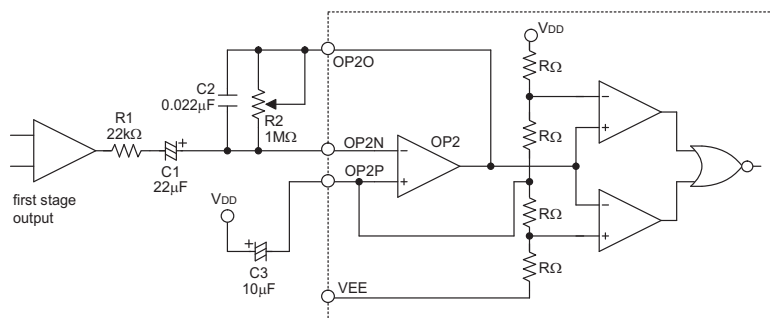 VDD
RΩ
OP2O
C2
0.022μF
R2
1MΩ
RΩ
R1
22kΩ
OP2N
OP2
−
+
OP2P
C1
22μF
+
first stage
output
VDD
+
C3
10μF
RΩ
RΩ
VEE
−
+
−
+